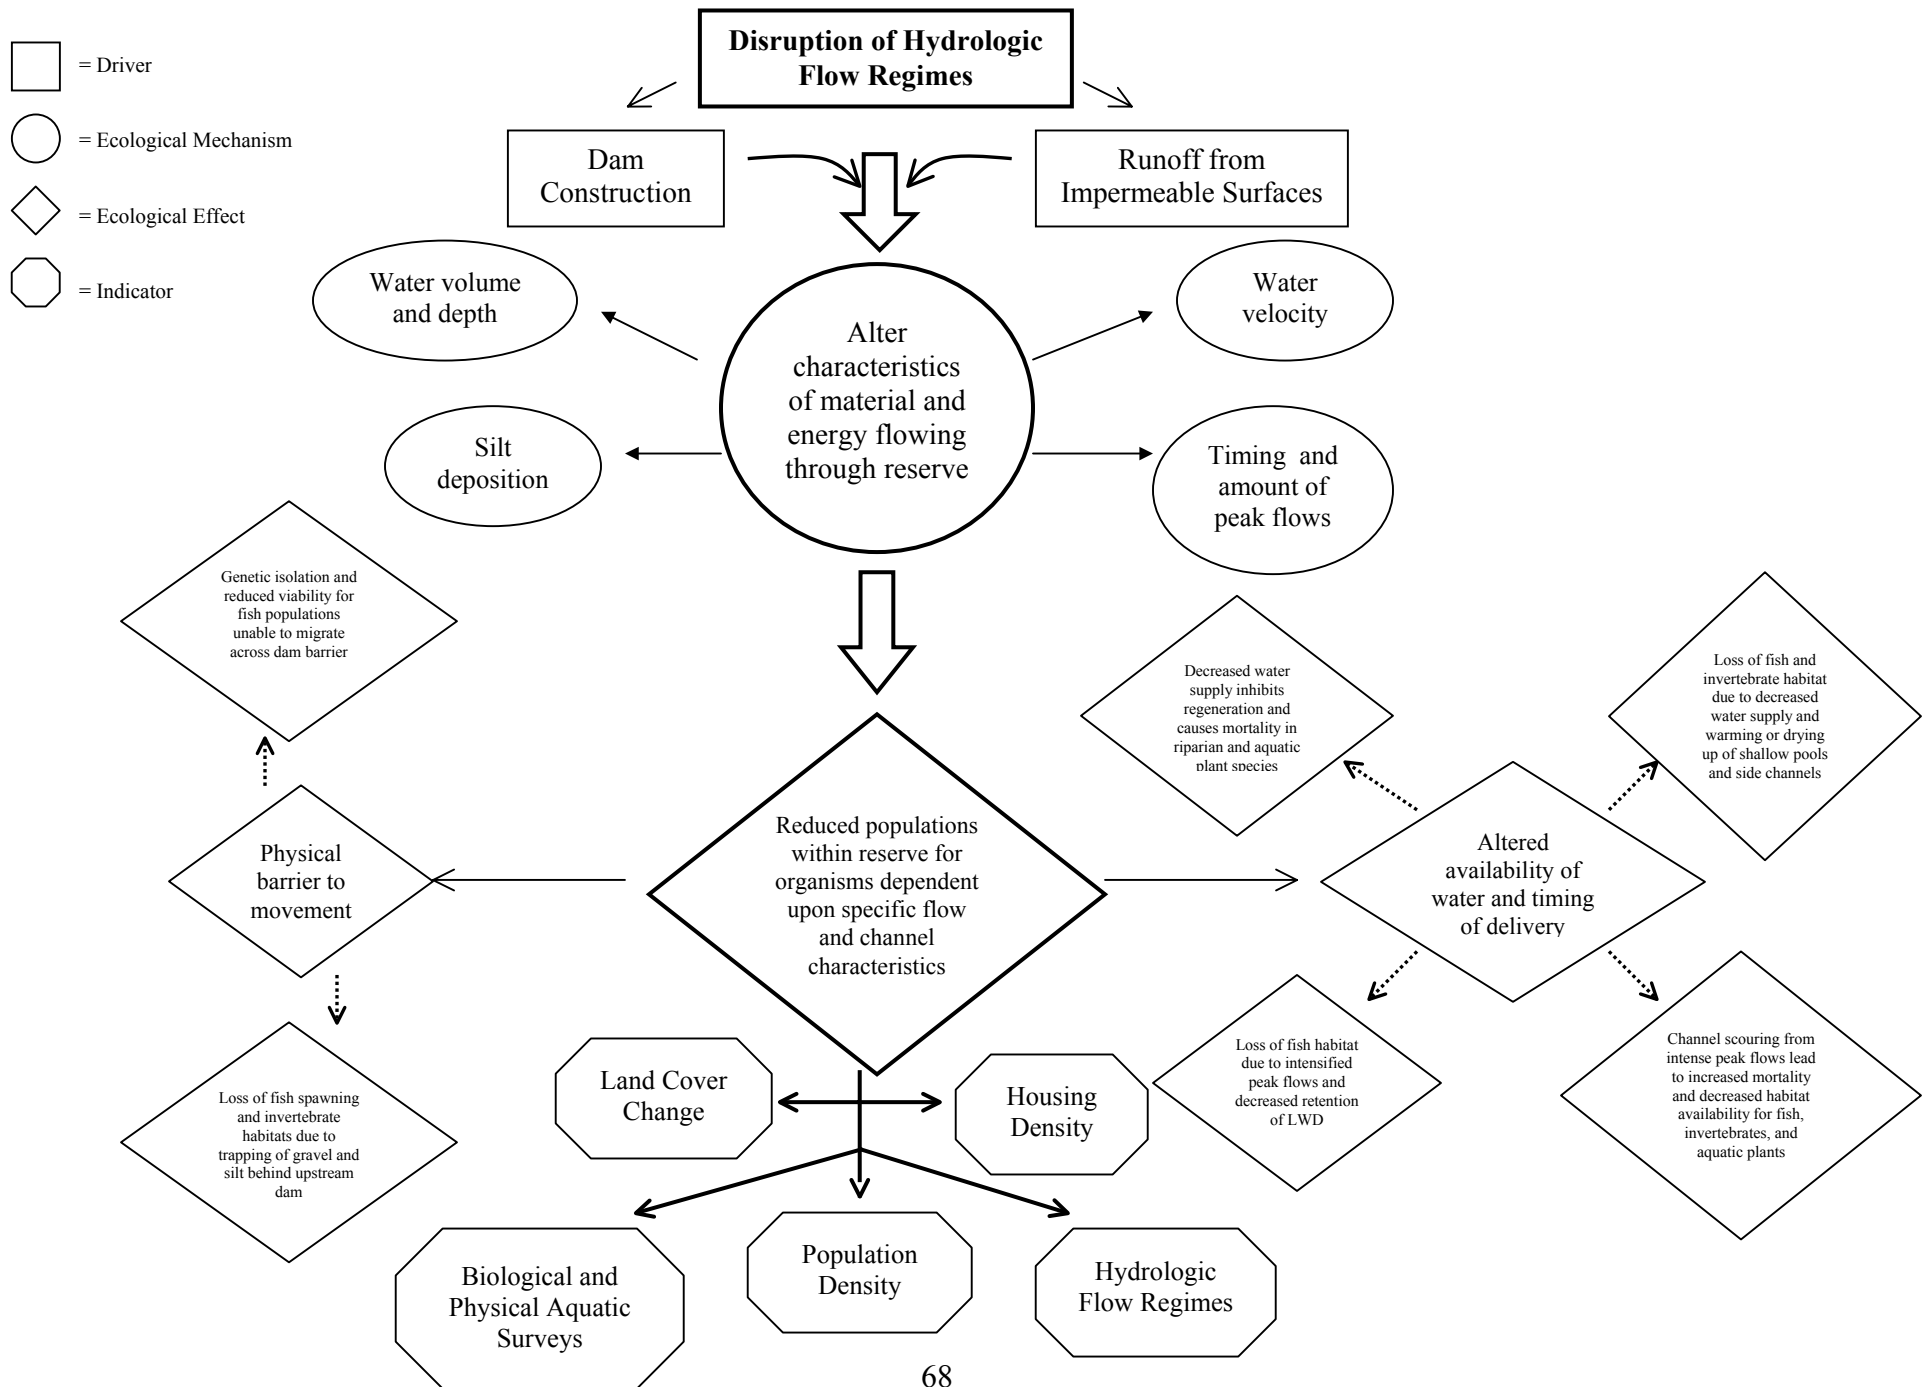 Disruption of Hydrologic
Flow Regimes
= Driver
= Ecological Mechanism
= Ecological Effect
= Indicator
Dam
Construction
Runoff from
Impermeable Surfaces
Water volume
and depth
Water
velocity
Alter
characteristics
of material and
energy flowing
through reserve
Silt
deposition
Timing and
amount of
peak flows
Genetic isolation and
reduced viability for
fish populations
unable to migrate
across dam barrier
Decreased water
supply inhibits
regeneration and
causes mortality in
riparian and aquatic
plant species
Loss of fish and
invertebrate habitat
due to decreased
water supply and
warming or drying
up of shallow pools
and side channels
Physical
barrier to
movement
Reduced populations
within reserve for
organisms dependent
upon specific flow
and channel
characteristics
Altered
availability of
water and timing
of delivery
Loss of fish spawning
and invertebrate
habitats due to
trapping of gravel and
silt behind upstream
dam
Land Cover
Change
Housing
Density
Loss of fish habitat
due to intensified
peak flows and
decreased retention
of LWD
Channel scouring from
intense peak flows lead
to increased mortality
and decreased habitat
availability for fish,
invertebrates, and
aquatic plants
Biological and
Physical Aquatic
Surveys
Population
Density
Hydrologic
Flow Regimes
68